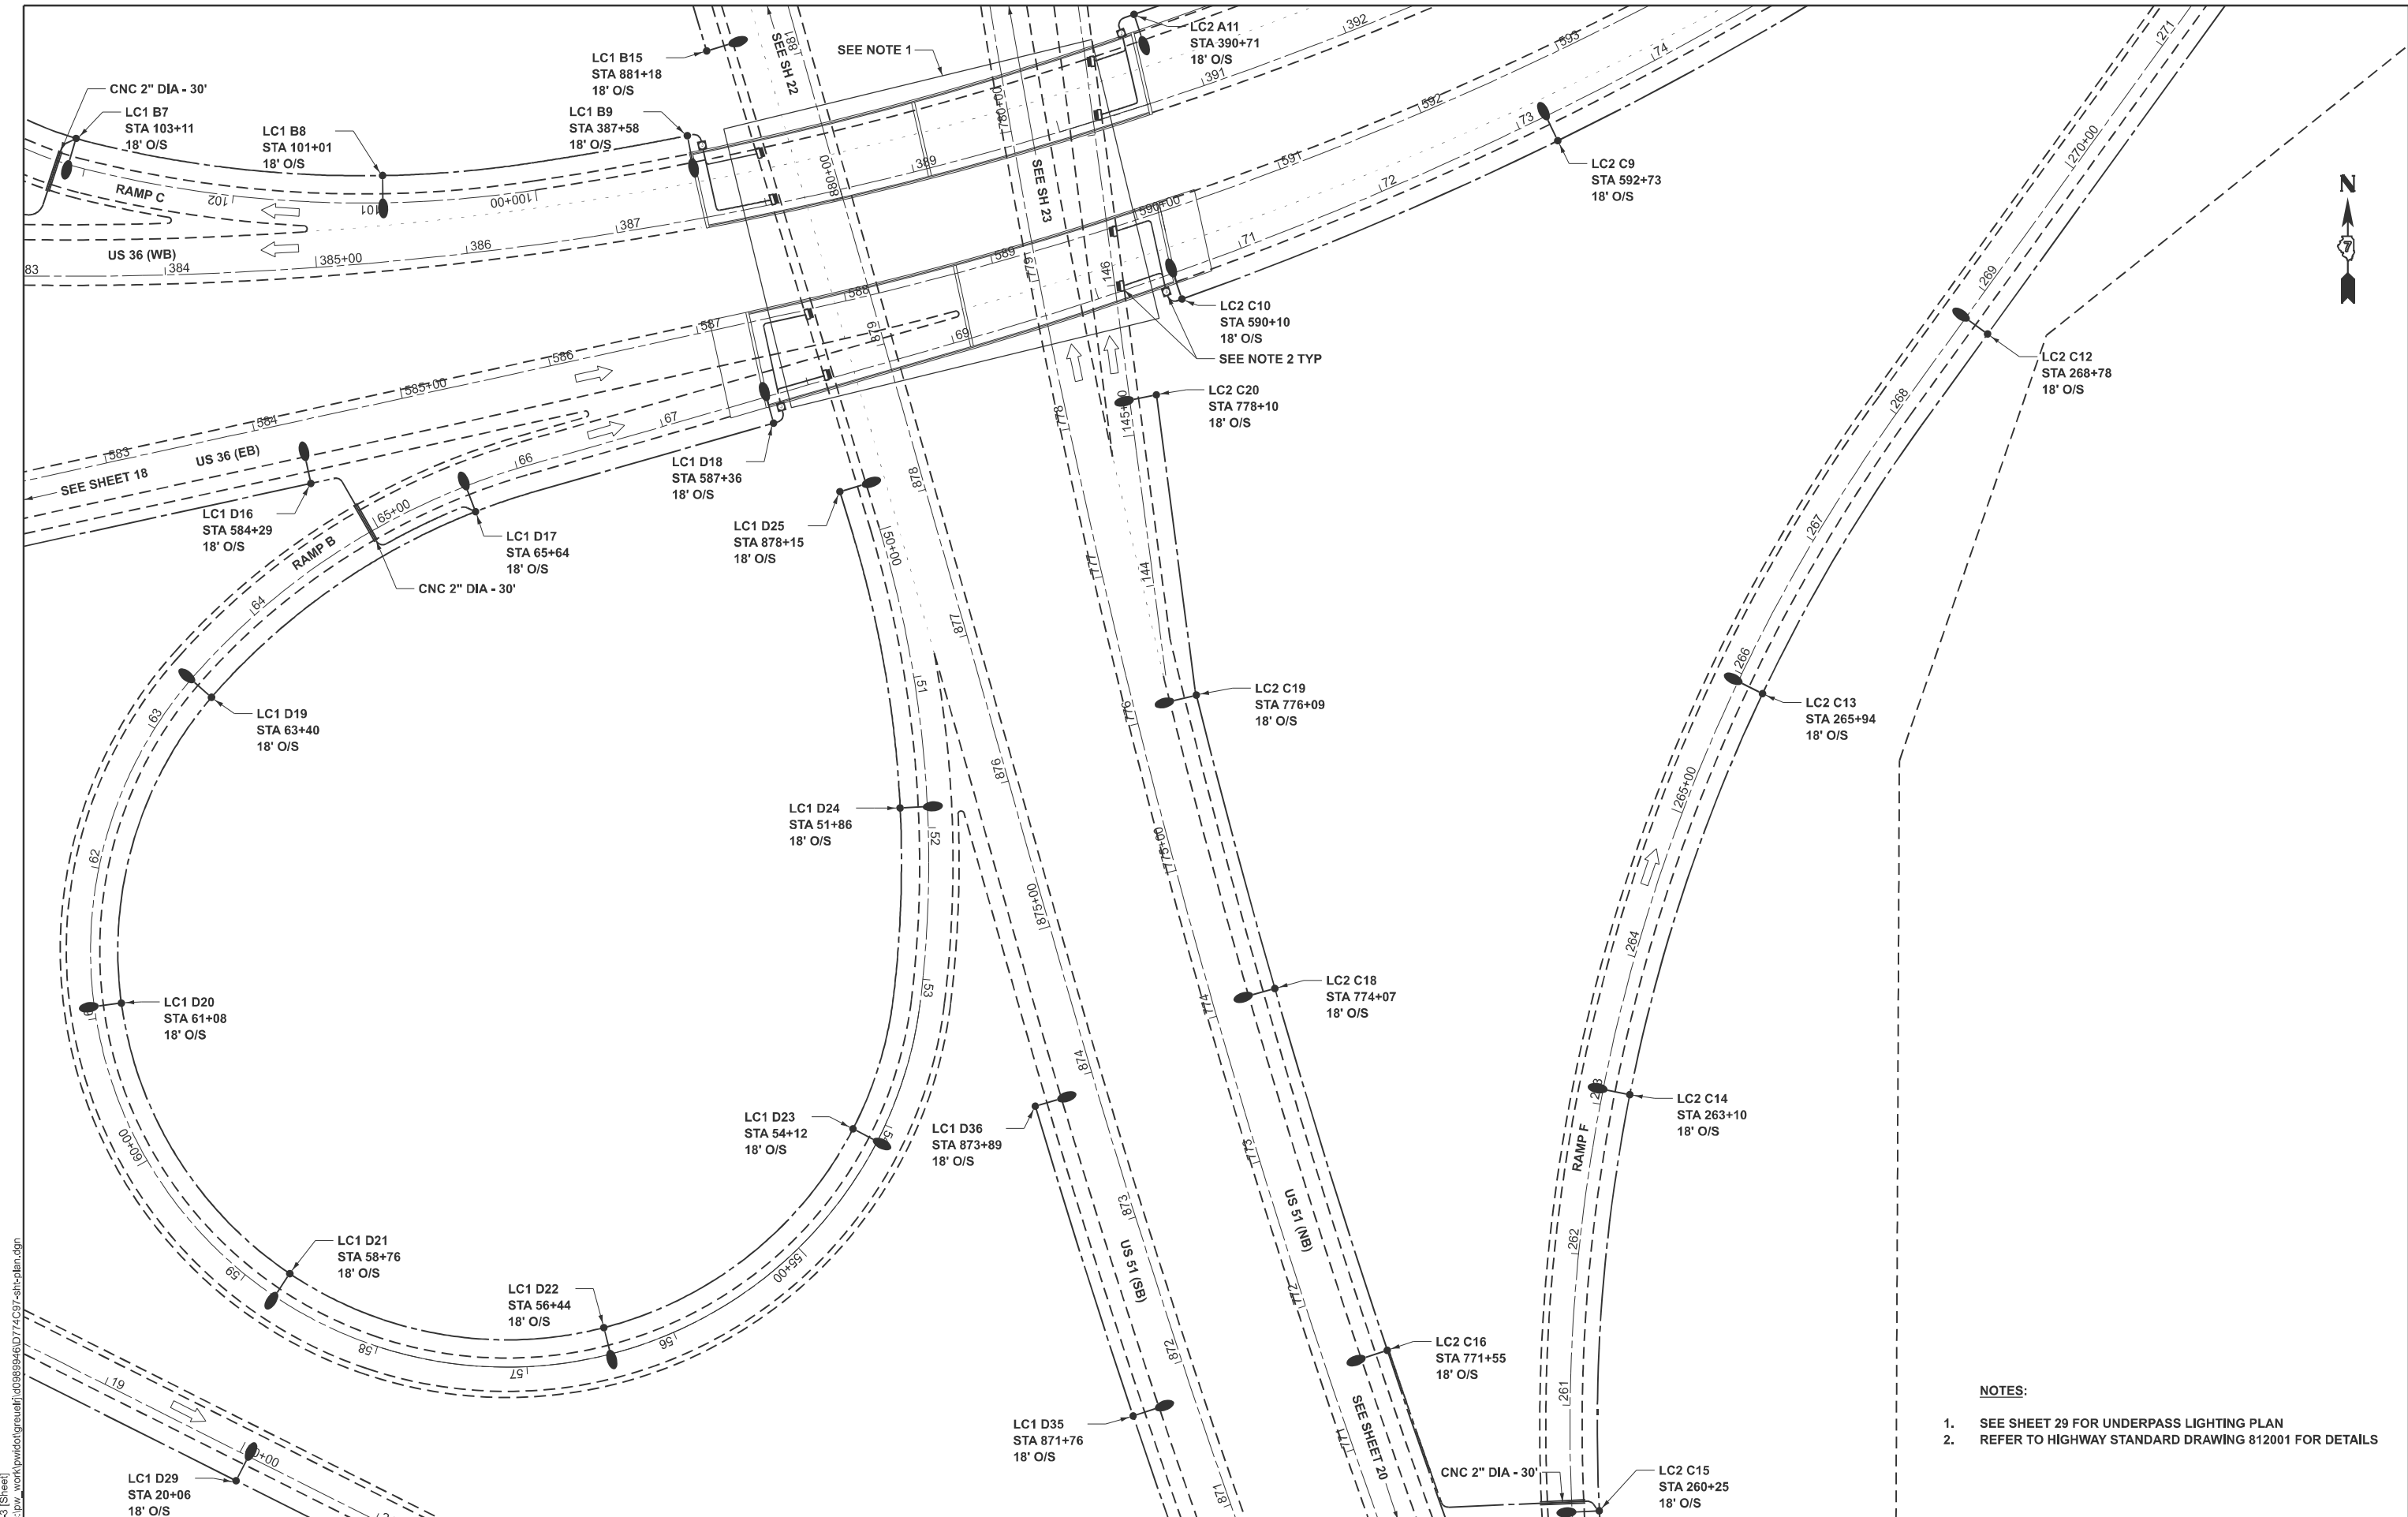 CNC 2" DIA - 30'
LC1 B7
STA 103+11
18' O/S
LC1 B8
STA 101+01
18' O/S
LC1 B15
STA 881+18
18' O/S
LC1 B9
STA 387+58
18' O/S
SEE SH 22
881
SEE NOTE 1
LC2 A11
STA 390+71
18' O/S
392
391
593
74
592
73
591
72
LC2 C9
STA 592+73
18' O/S
271
270+00
N
7
RAMP C
102
101
100+00
US 36 (WB)
83
384
385+00
386
387
389
880+00
780+00
SEE SH 23
590+00
71
589
779
146
588
879
69
587
586
585+00
584
583
US 36 (EB)
SEE SHEET 18
67
66
65+00
LC2 C10
STA 590+10
18' O/S
SEE NOTE 2 TYP
269
LC2 C12
STA 268+78
18' O/S
268
LC2 C20
STA 778+10
18' O/S
778
878
LC1 D18
STA 587+36
18' O/S
LC1 D16
STA 584+29
18' O/S
LC1 D17
STA 65+64
18' O/S
LC1 D25
STA 878+15
18' O/S
50+00
267
RAMP B
CNC 2" DIA - 30'
64
777
144
877
51
266
LC1 D19
STA 63+40
18' O/S
63
LC2 C19
STA 776+09
18' O/S
776
LC2 C13
STA 265+94
18' O/S
876
265+00
LC1 D24
STA 51+86
18' O/S
52
62
775+00
875+00
264
53
LC1 D20
STA 61+08
18' O/S
774
LC2 C18
STA 774+07
18' O/S
874
LC2 C14
STA 263+10
18' O/S
RAMP F
LC1 D23
STA 54+12
18' O/S
LC1 D36
STA 873+89
18' O/S
60+00
773
873
US 51 (NB)
US 51 (SB)
262
LC1 D21
STA 58+76
18' O/S
59
55+00
LC1 D22
STA 56+44
18' O/S
56
58
57
772
872
LC2 C16
STA 771+55
18' O/S
261
19
SEE SHEET 20
771
LC1 D35
STA 871+76
18' O/S
871
LC1 D29
STA 20+06
18' O/S
CNC 2" DIA - 30'
LC2 C15
STA 260+25
18' O/S
NOTES:
1. SEE SHEET 29 FOR UNDERPASS LIGHTING PLAN
2. REFER TO HIGHWAY STANDARD DRAWING 812001 FOR DETAILS